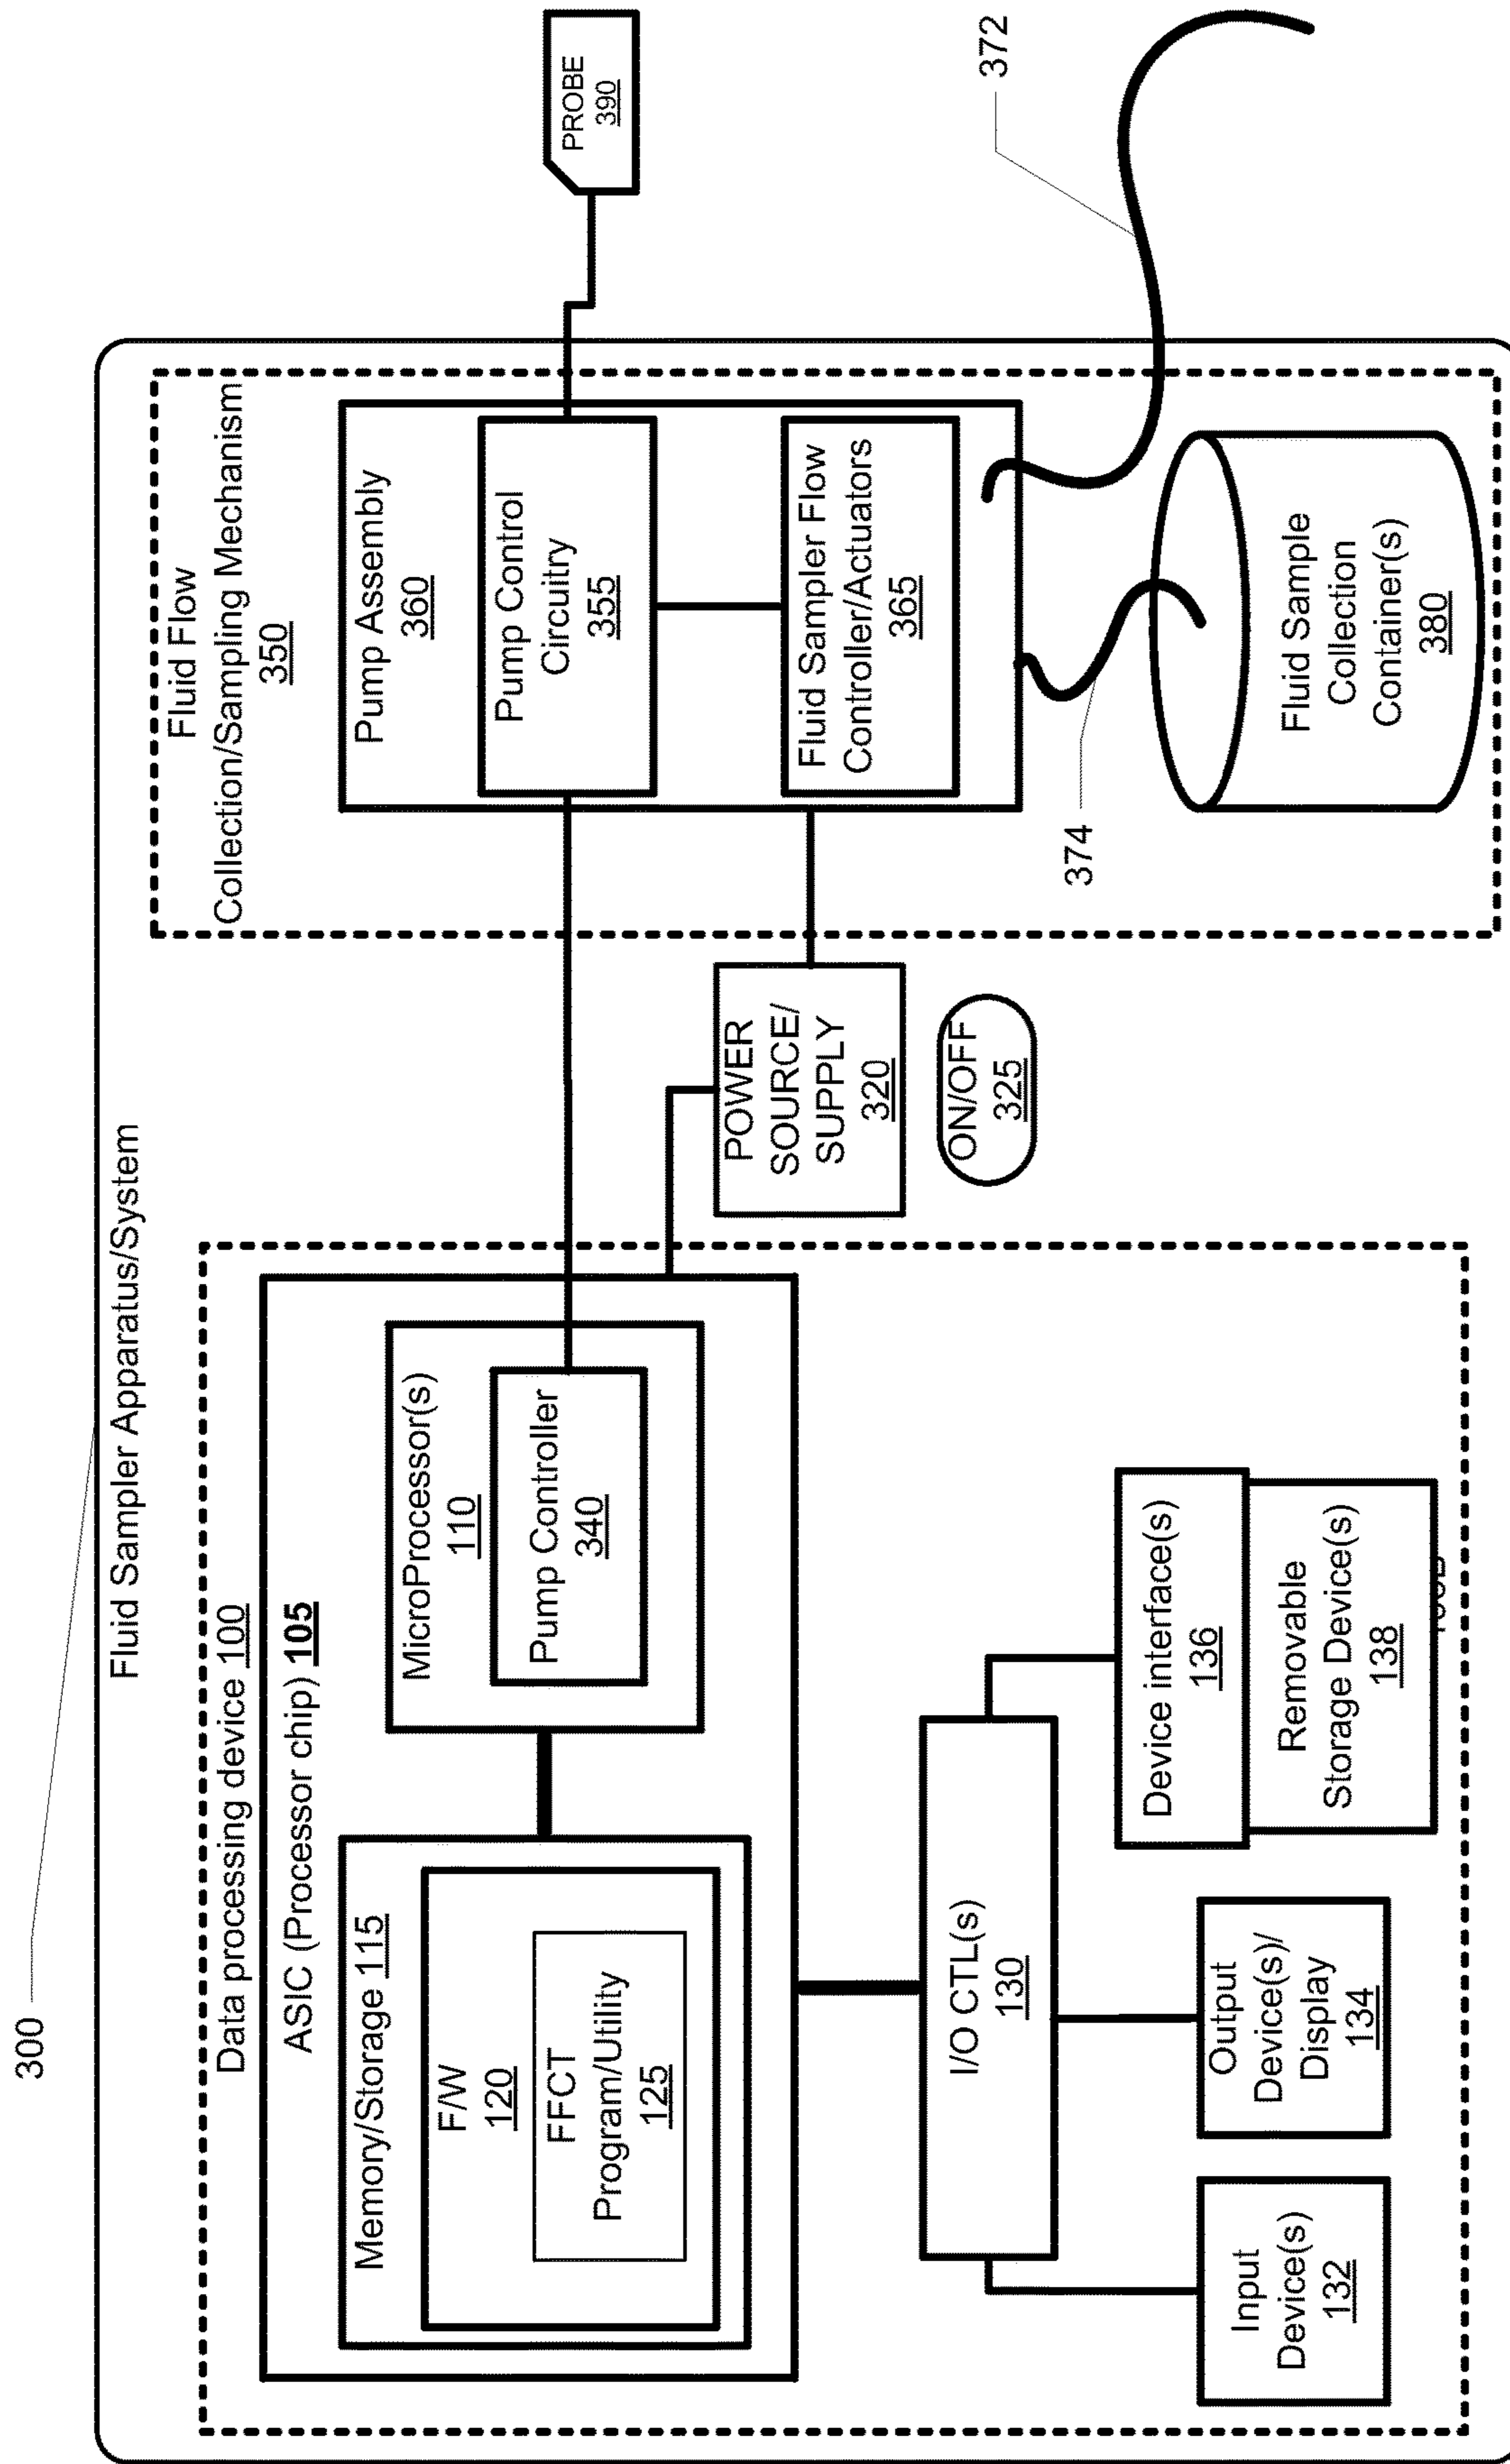 300
Fluid Sampler Apparatus/System
Data processing device 100
ASIC (Processor chip) 105
Memory/Storage 115
F/W
120
FFCT
Program/Utility
125
MicroProcessor(s)
110
Pump Controller
340
I/O CTL(s)
130
Input
Device(s)
132
Output
Device(s)/
Display
134
Device interface(s)
136
Removable
Storage Device(s)
138
POWER
SOURCE/
SUPPLY
320
ON/OFF
325
Fluid Flow
Collection/Sampling Mechanism
350
Pump Assembly
360
Pump Control
Circuitry
355
Fluid Sampler Flow
Controller/Actuators
365
374
Fluid Sample
Collection
Container(s)
380
PROBE
390
372